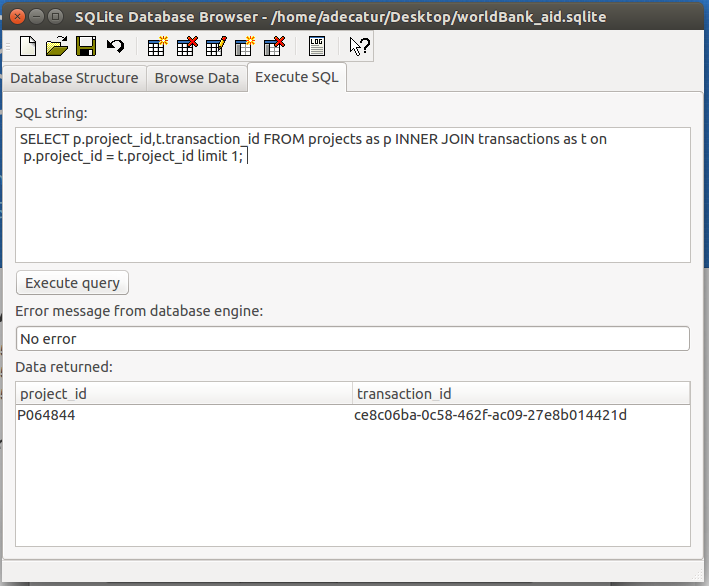 SQLite Database Browser - /home/adecatur/Desktop/worldBank_aid.sqlite
LOG
Database Structure Browse Data Execute SQL
SQL string:
SELECT p.project_id,t.transaction_id FROM projects as p INNER JOIN transactions as t on
p.project_id = t.project_id limit 1;
Execute query
Error message from database engine:
No error
Data returned:
project_id transaction_id
P064844 ce8c06ba-0c58-462f-ac09-27e8b014421d